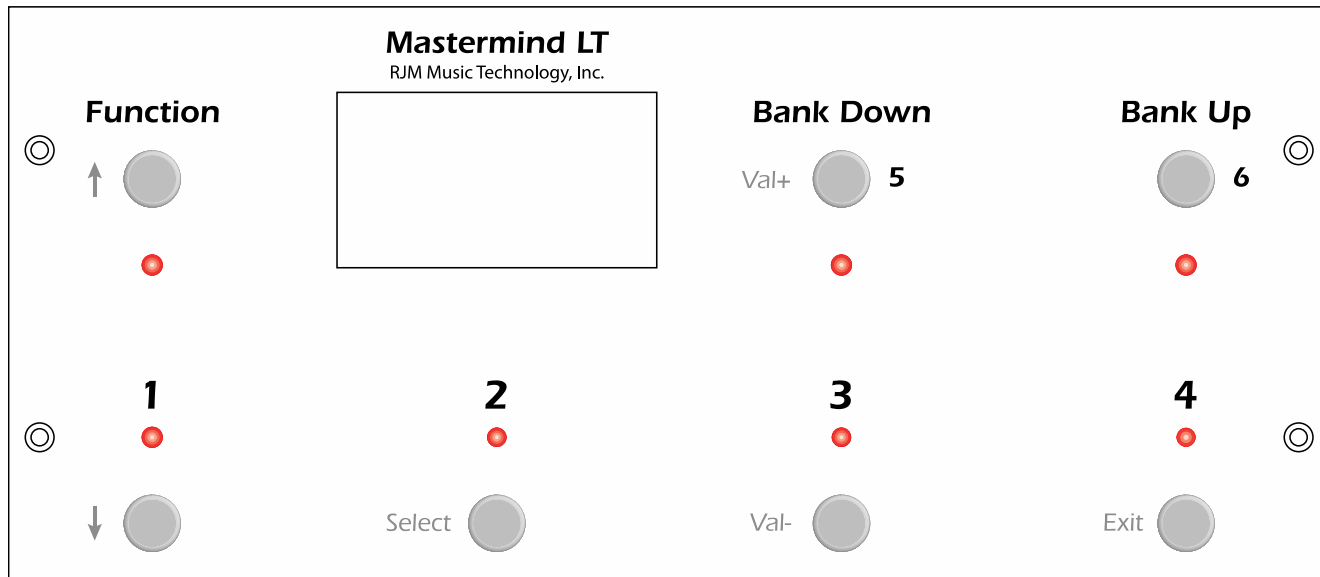 Mastermind LT
RJM Music Technology, Inc.
Function
Bank Down
Bank Up
↑
Val+
5
6
1
2
3
4
↓
Select
Val-
Exit